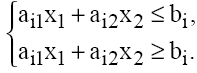 a_{i1}x_1 + a_{i2}x_2 ≤ b_i,
a_{i1}x_1 + a_{i2}x_2 ≥ b_i.